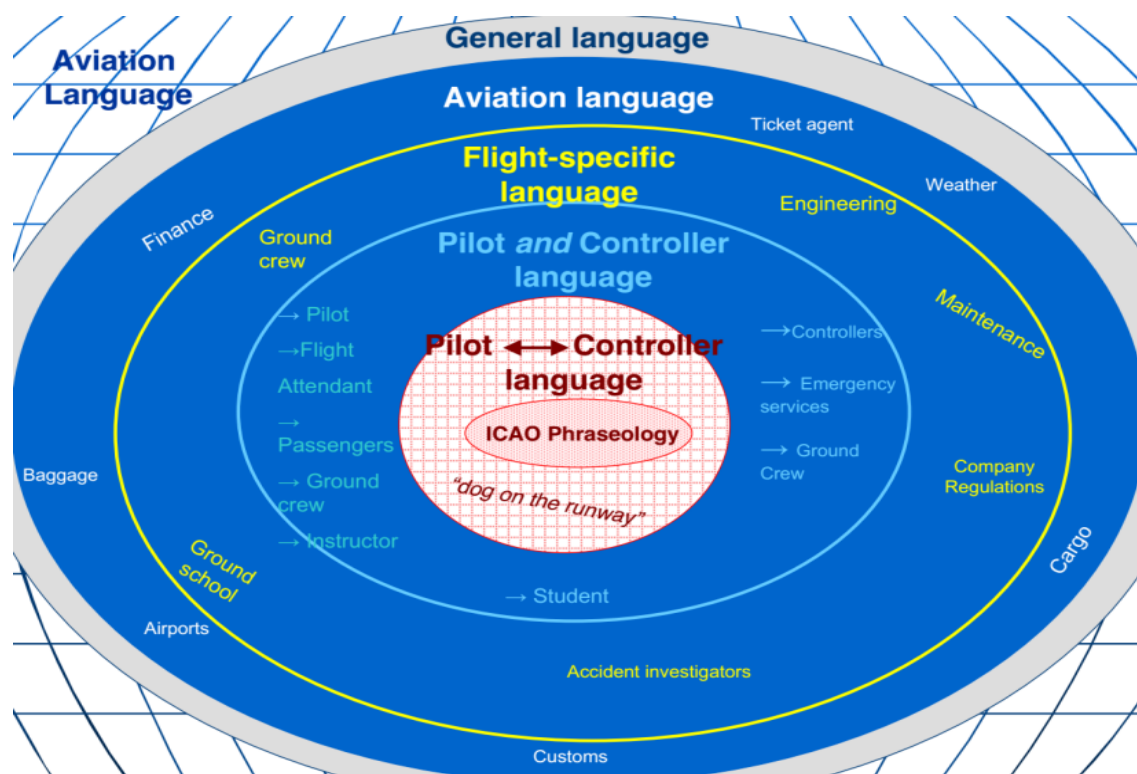 General language
Aviation
Language
Aviation language
Ticket agent
Flight-specific
language
Weather
Engineering
Finance
Ground
crew
Pilot and Controller
language
Maintenance
→ Pilot
→Flight
Attendant
→
Passengers
→ Ground
crew
→ Instructor
Pilot ↔ Controller
language
ICAO Phraseology
“dog on the runway”
→Controllers
→ Emergency
services
→ Ground
Crew
Company
Regulations
Baggage
Ground
school
Cargo
→ Student
Airports
Accident investigators
Customs